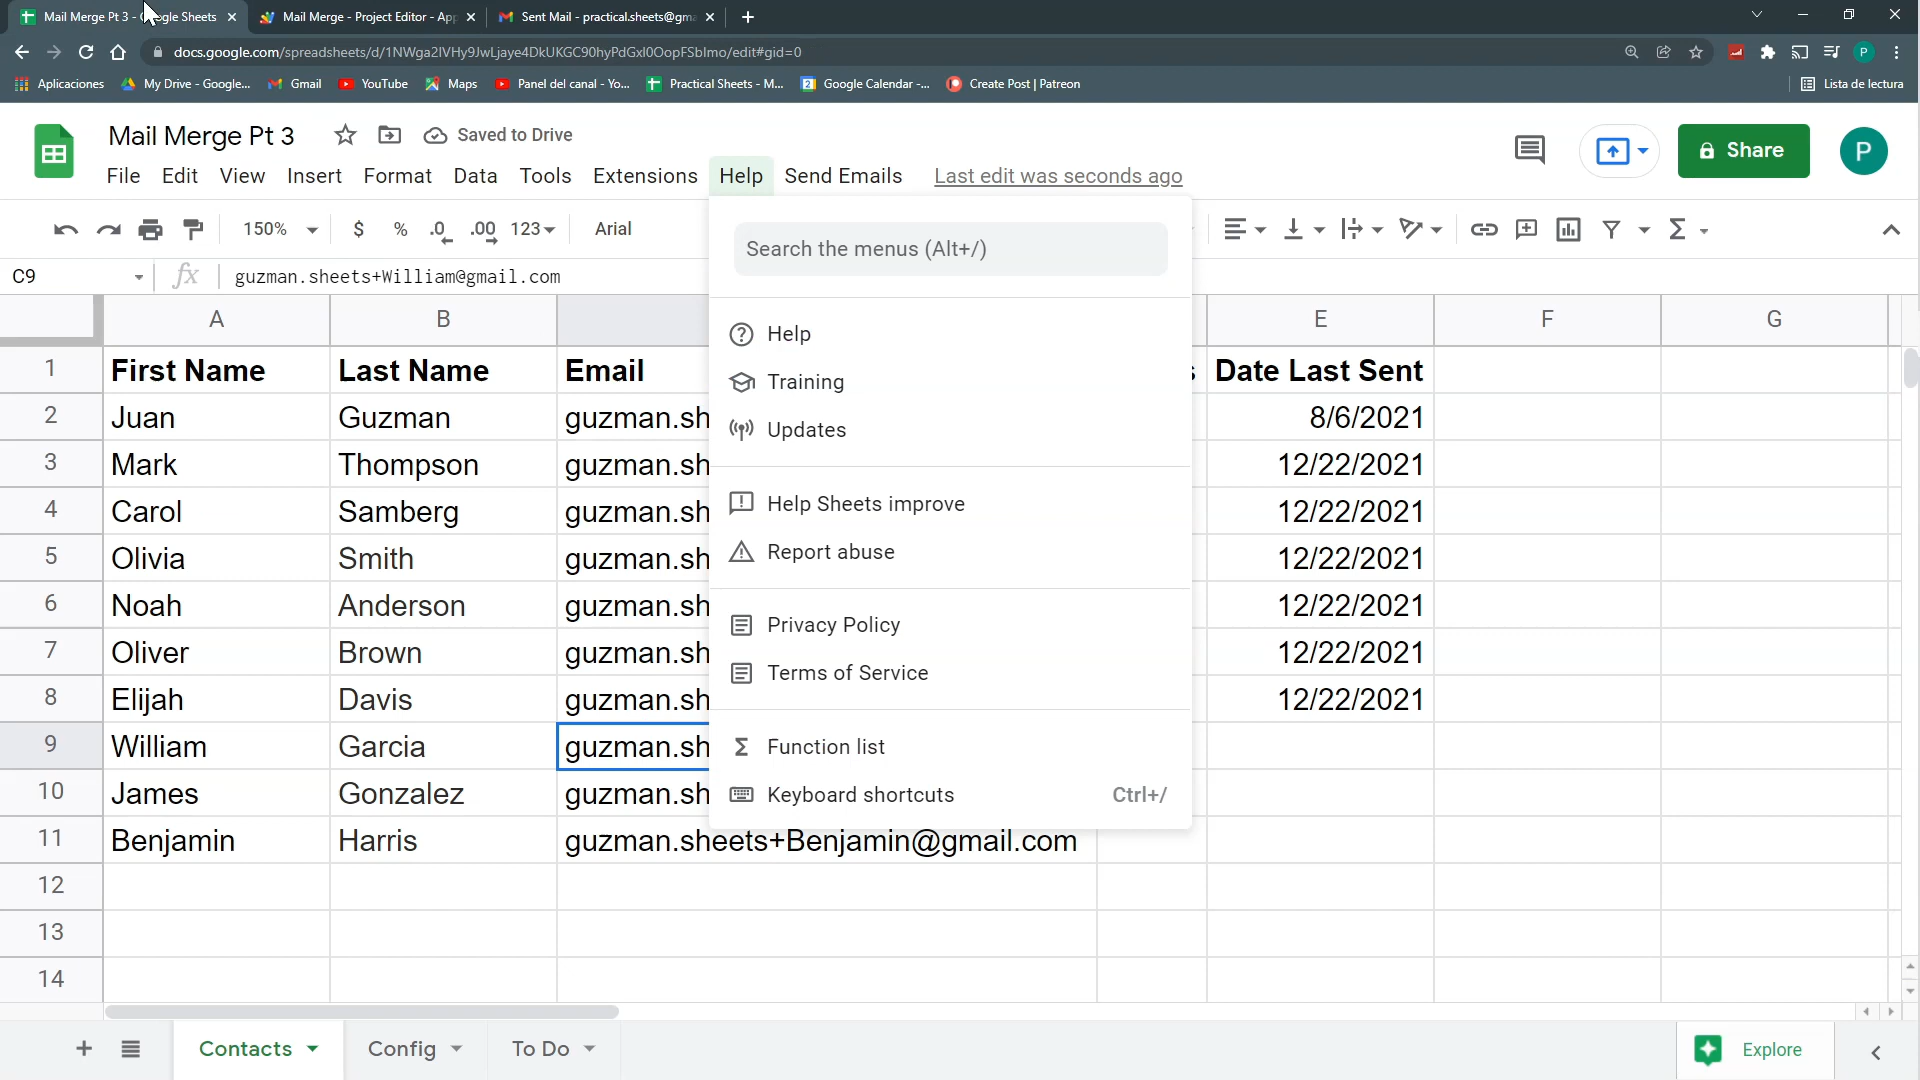 Mail Merge Pt 3 - Google Sheets
Mail Merge - Project Editor - App
Sent Mail - practical.sheets@gma
docs.google.com/spreadsheets/d/1NWga2lVHy9JwLjaye4DkUKGC90hyPdGxl0OopFSbImo/edit#gid=0
P
Aplicaciones
My Drive - Google...
Gmail
YouTube
Maps
Panel del canal - Yo...
Practical Sheets - M...
Google Calendar -...
Create Post | Patreon
Lista de lectura
Mail Merge Pt 3
Saved to Drive
Share
P
File Edit View Insert Format Data Tools Extensions Help Send Emails Last edit was seconds ago
150% $ % .0 .00 123 Arial
Search the menus (Alt+/)
C9 fx guzman.sheets+William@gmail.com
A B E F G
1 First Name Last Name Email s Date Last Sent
2 Juan Guzman guzman.sh 8/6/2021
3 Mark Thompson guzman.sh 12/22/2021
4 Carol Samberg guzman.sh 12/22/2021
5 Olivia Smith guzman.sh 12/22/2021
6 Noah Anderson guzman.sh 12/22/2021
7 Oliver Brown guzman.sh 12/22/2021
8 Elijah Davis guzman.sh 12/22/2021
9 William Garcia guzman.sh
10 James Gonzalez guzman.sh
11 Benjamin Harris guzman.sheets+Benjamin@gmail.com
12
13
14
Help
Training
Updates
Help Sheets improve
Report abuse
Privacy Policy
Terms of Service
Function list
Keyboard shortcuts Ctrl+/
Contacts Config To Do Explore